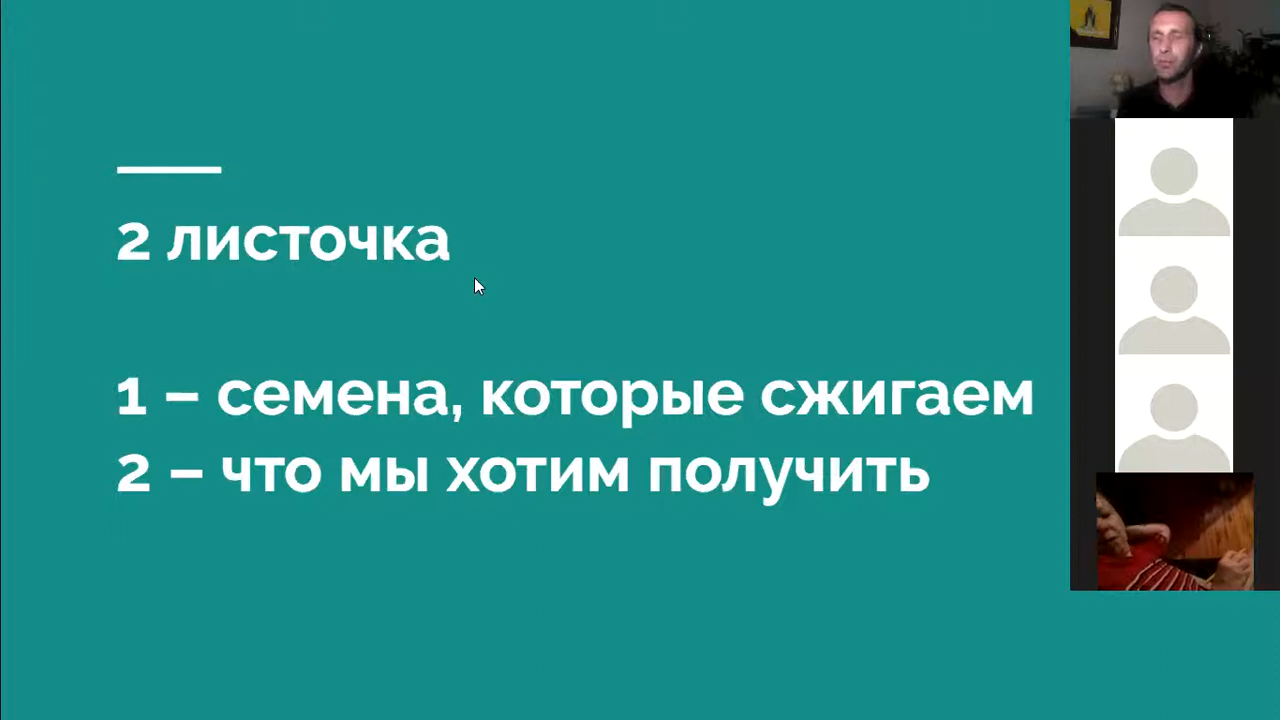 2 листочка
1 – семена, которые сжигаем
2 – что мы хотим получить